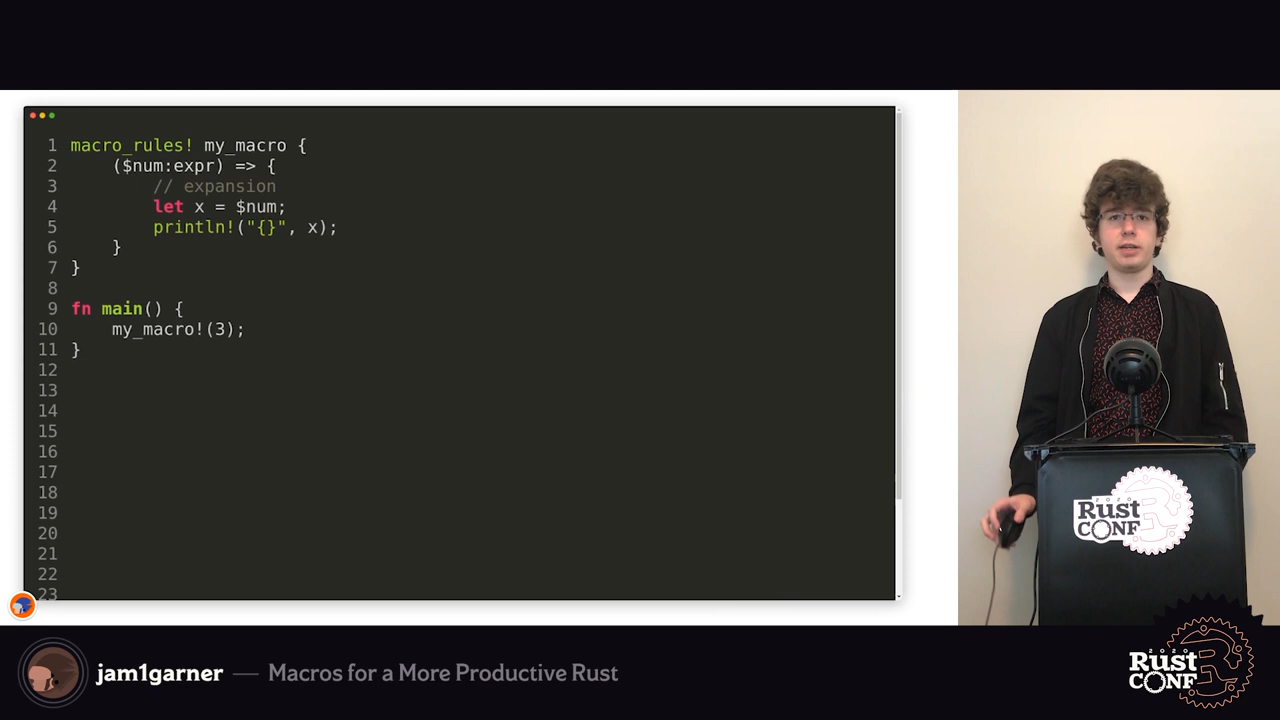 1 macro_rules! my_macro {
2     ($num:expr) => {
3         // expansion
4         let x = $num;
5         println!("{}", x);
6     }
7 }
8
9 fn main() {
10     my_macro!(3);
11 }
12
13
14
15
16
17
18
19
20
21
22
23
2020
Rust
CONF
R
jam1garner — Macros for a More Productive Rust
2020
Rust
CONF
R